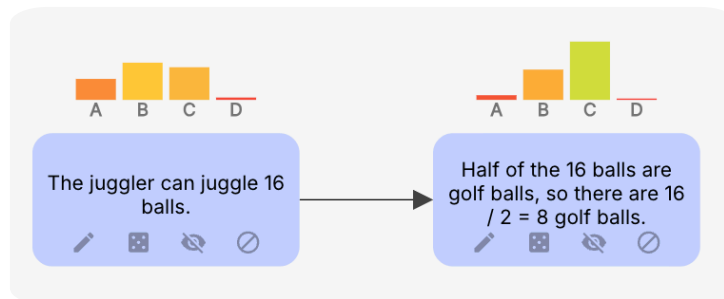 A B C D
A B C D
The juggler can juggle 16
balls.
Half of the 16 balls are
golf balls, so there are 16
/ 2 = 8 golf balls.